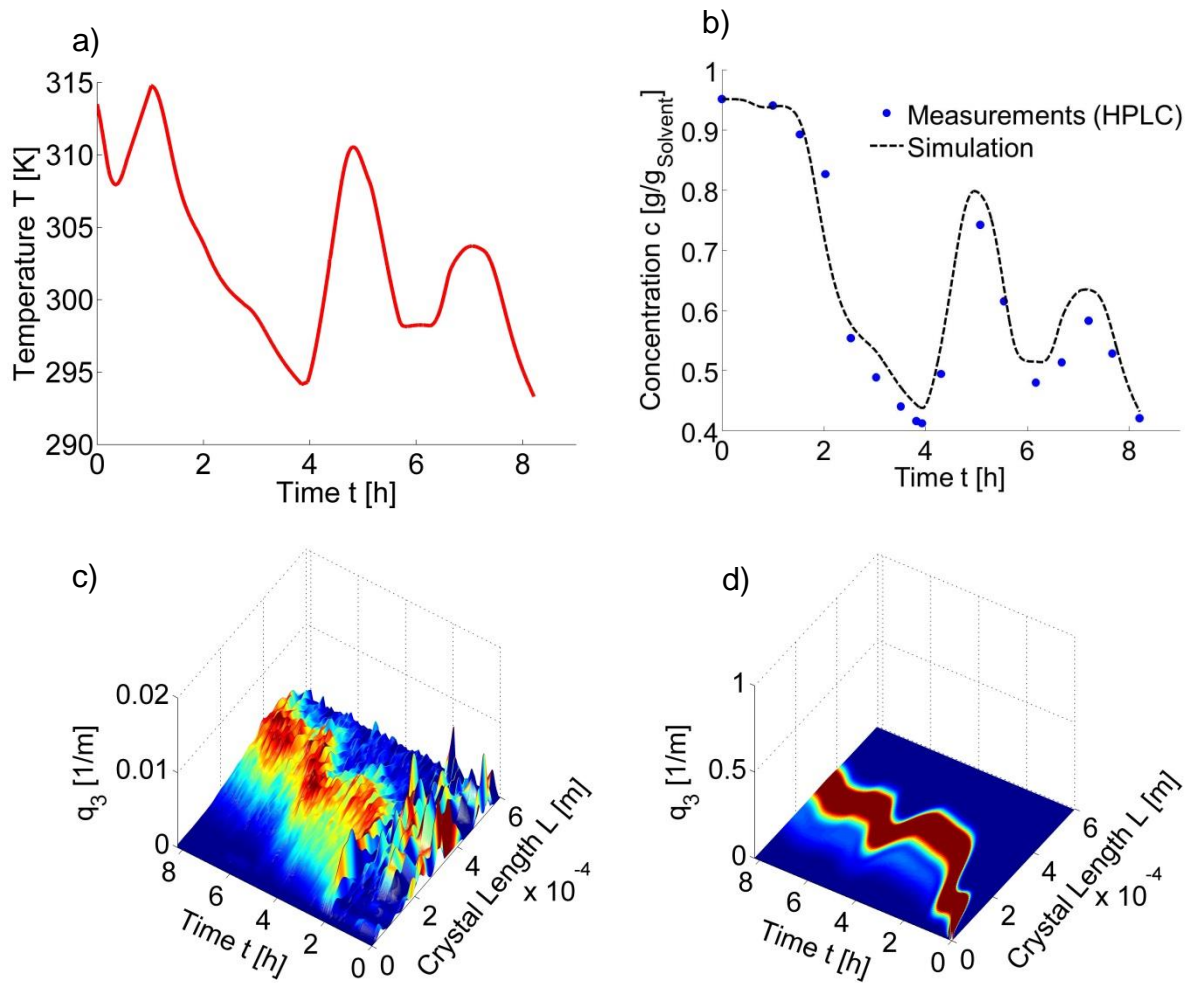 a)
315
310
305
300
295
290
Temperature T [K]
0 2 4 6 8
Time t [h]
b)
1
0.9
0.8
0.7
0.6
0.5
0.4
Concentration c [g/g_Solvent]
Measurements (HPLC)
Simulation
0 2 4 6 8
Time t [h]
c)
0.02
0.01
0
q_3 [1/m]
8 6 4 2 0
Time t [h]
0 2 4 6
x 10^-4
Crystal Length L [m]
d)
1
0.5
0
q_3 [1/m]
8 6 4 2 0
Time t [h]
0 2 4 6
x 10^-4
Crystal Length L [m]